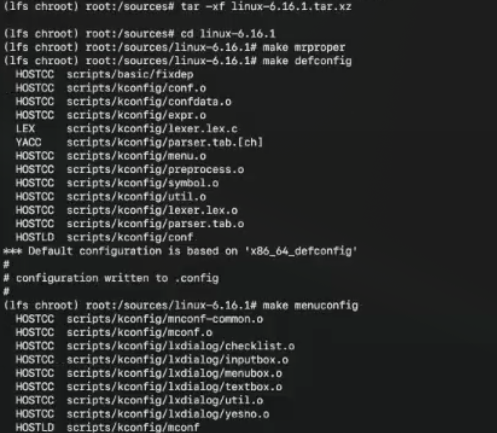 (lfs chroot) root:/sources# tar -xf linux-6.16.1.tar.xz
(lfs chroot) root:/sources# cd linux-6.16.1
(lfs chroot) root:/sources/linux-6.16.1# make mrproper
(lfs chroot) root:/sources/linux-6.16.1# make defconfig
HOSTCC scripts/basic/fixdep
HOSTCC scripts/kconfig/conf.o
HOSTCC scripts/kconfig/confdata.o
HOSTCC scripts/kconfig/expr.o
LEX scripts/kconfig/lexer.lex.c
YACC scripts/kconfig/parser.tab.[ch]
HOSTCC scripts/kconfig/menu.o
HOSTCC scripts/kconfig/preprocess.o
HOSTCC scripts/kconfig/symbol.o
HOSTCC scripts/kconfig/util.o
HOSTCC scripts/kconfig/lexer.lex.o
HOSTCC scripts/kconfig/parser.tab.o
HOSTLD scripts/kconfig/conf
*** Default configuration is based on 'x86_64_defconfig'
#
# configuration written to .config
#
(lfs chroot) root:/sources/linux-6.16.1# make menuconfig
HOSTCC scripts/kconfig/mnconf-common.o
HOSTCC scripts/kconfig/mconf.o
HOSTCC scripts/kconfig/lxdialog/checklist.o
HOSTCC scripts/kconfig/lxdialog/inputbox.o
HOSTCC scripts/kconfig/lxdialog/menubox.o
HOSTCC scripts/kconfig/lxdialog/textbox.o
HOSTCC scripts/kconfig/lxdialog/util.o
HOSTCC scripts/kconfig/lxdialog/yesno.o
HOSTLD scripts/kconfig/mconf